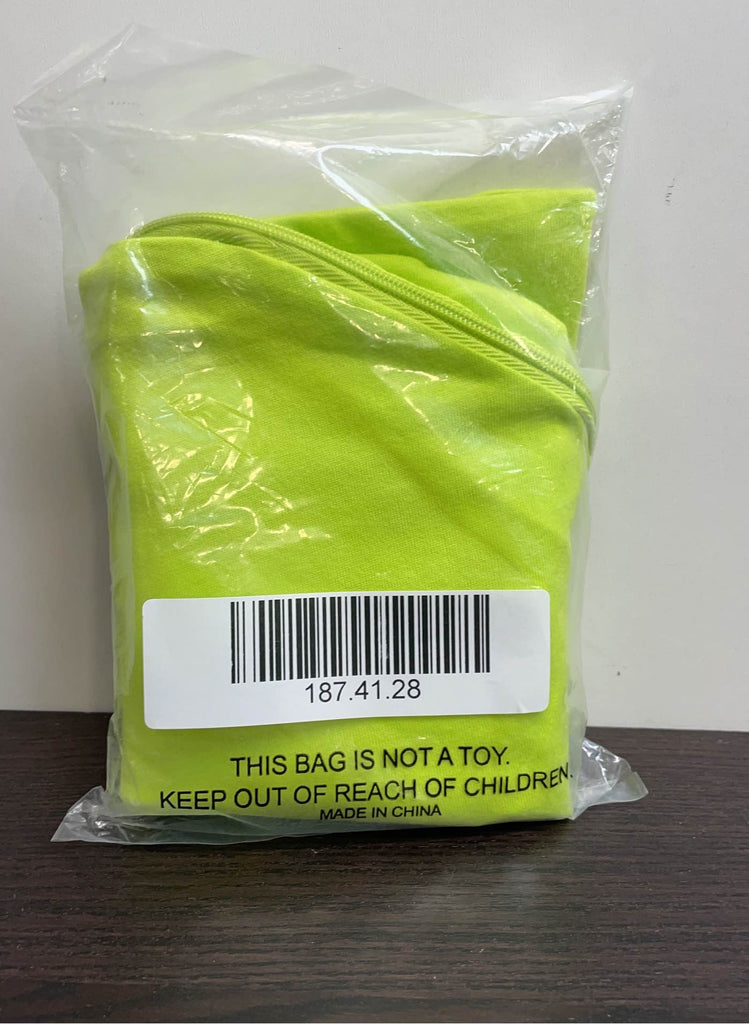 187.41.28
THIS BAG IS NOT A TOY.
KEEP OUT OF REACH OF CHILDREN.
MADE IN CHINA